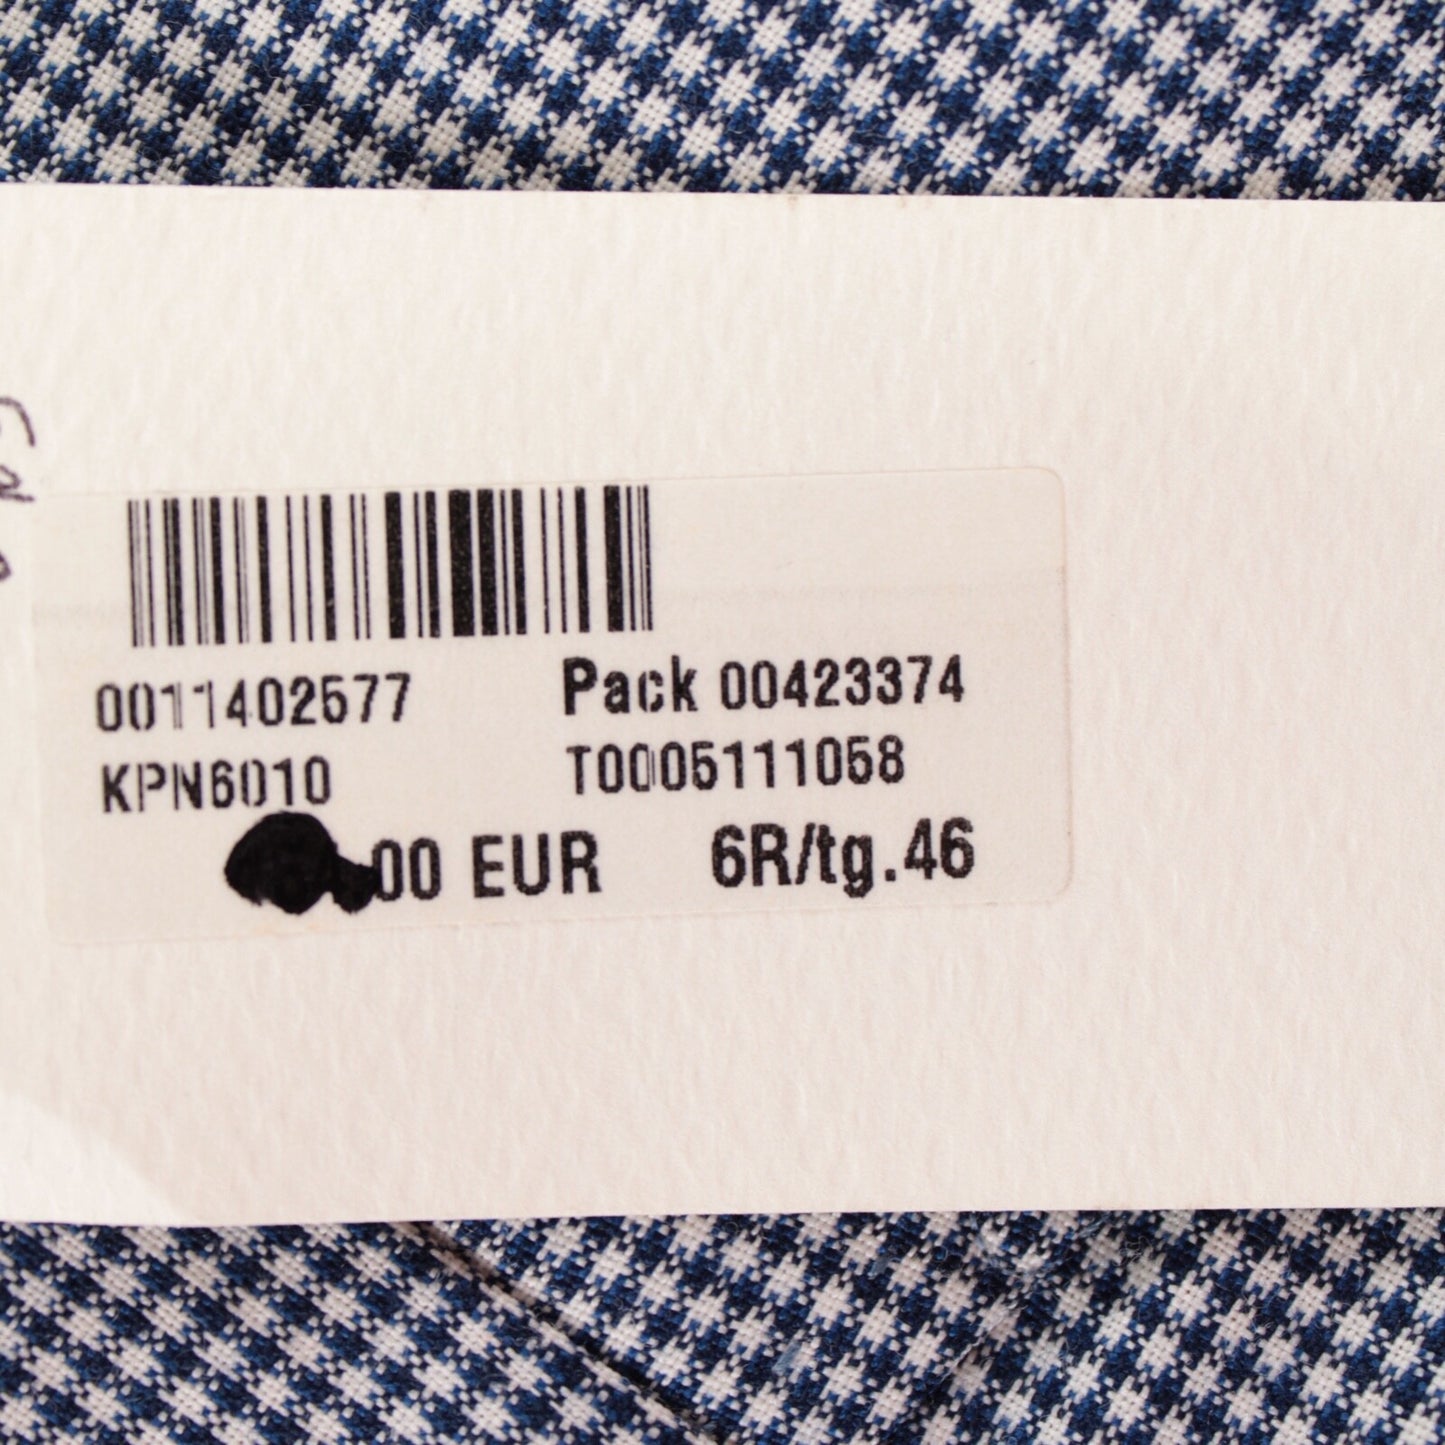 0011402577 Pack 00423374
KPN6010 T0005111058
00 EUR 6R/tg.46